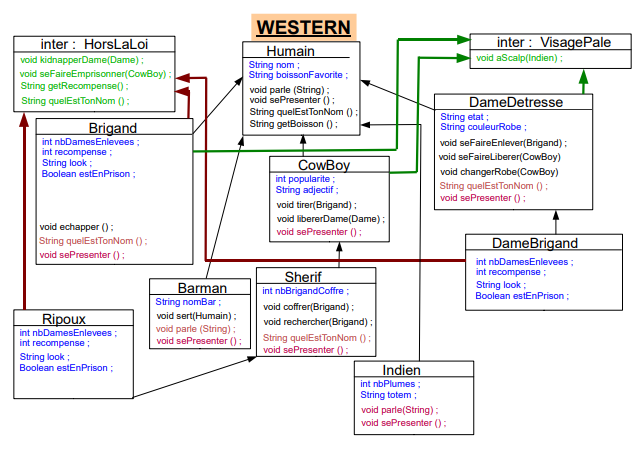 WESTERN
inter : HorsLaLoi
void kidnapperDame(Dame) ;
void seFaireEmprisonner(CowBoy) ;
String getRecompense() ;
String quelEstTonNom () ;
Humain
String nom ;
String boissonFavorite ;
void parle (String) ;
void sePresenter () ;
String quelEstTonNom () ;
String getBoisson () ;
inter : VisagePale
void aScalp(Indien) ;
Brigand
int nbDamesEnlevees ;
int recompense ;
String look ;
Boolean estEnPrison ;
void echapper () ;
String quelEstTonNom () ;
void sePresenter () ;
CowBoy
int popularite ;
String adjectif ;
void tirer(Brigand) ;
void libererDame(Dame) ;
void sePresenter () ;
DameDetresse
String etat ;
String couleurRobe ;
void seFaireEnlever(Brigand) ;
void seFaireLiberer(CowBoy)
void changerRobe(CowBoy)
String quelEstTonNom () ;
void sePresenter () ;
DameBrigand
int nbDamesEnlevees ;
int recompense ;
String look ;
Boolean estEnPrison ;
Barman
String nomBar ;
void sert(Humain) ;
void parle (String) ;
void sePresenter () ;
Sherif
int nbBrigandCoffre ;
void coffrer(Brigand) ;
void rechercher(Brigand) ;
String quelEstTonNom () ;
void sePresenter () ;
Ripoux
int nbDamesEnlevees ;
int recompense ;
String look ;
Boolean estEnPrison ;
Indien
int nbPlumes ;
String totem ;
void parle(String) ;
void sePresenter () ;